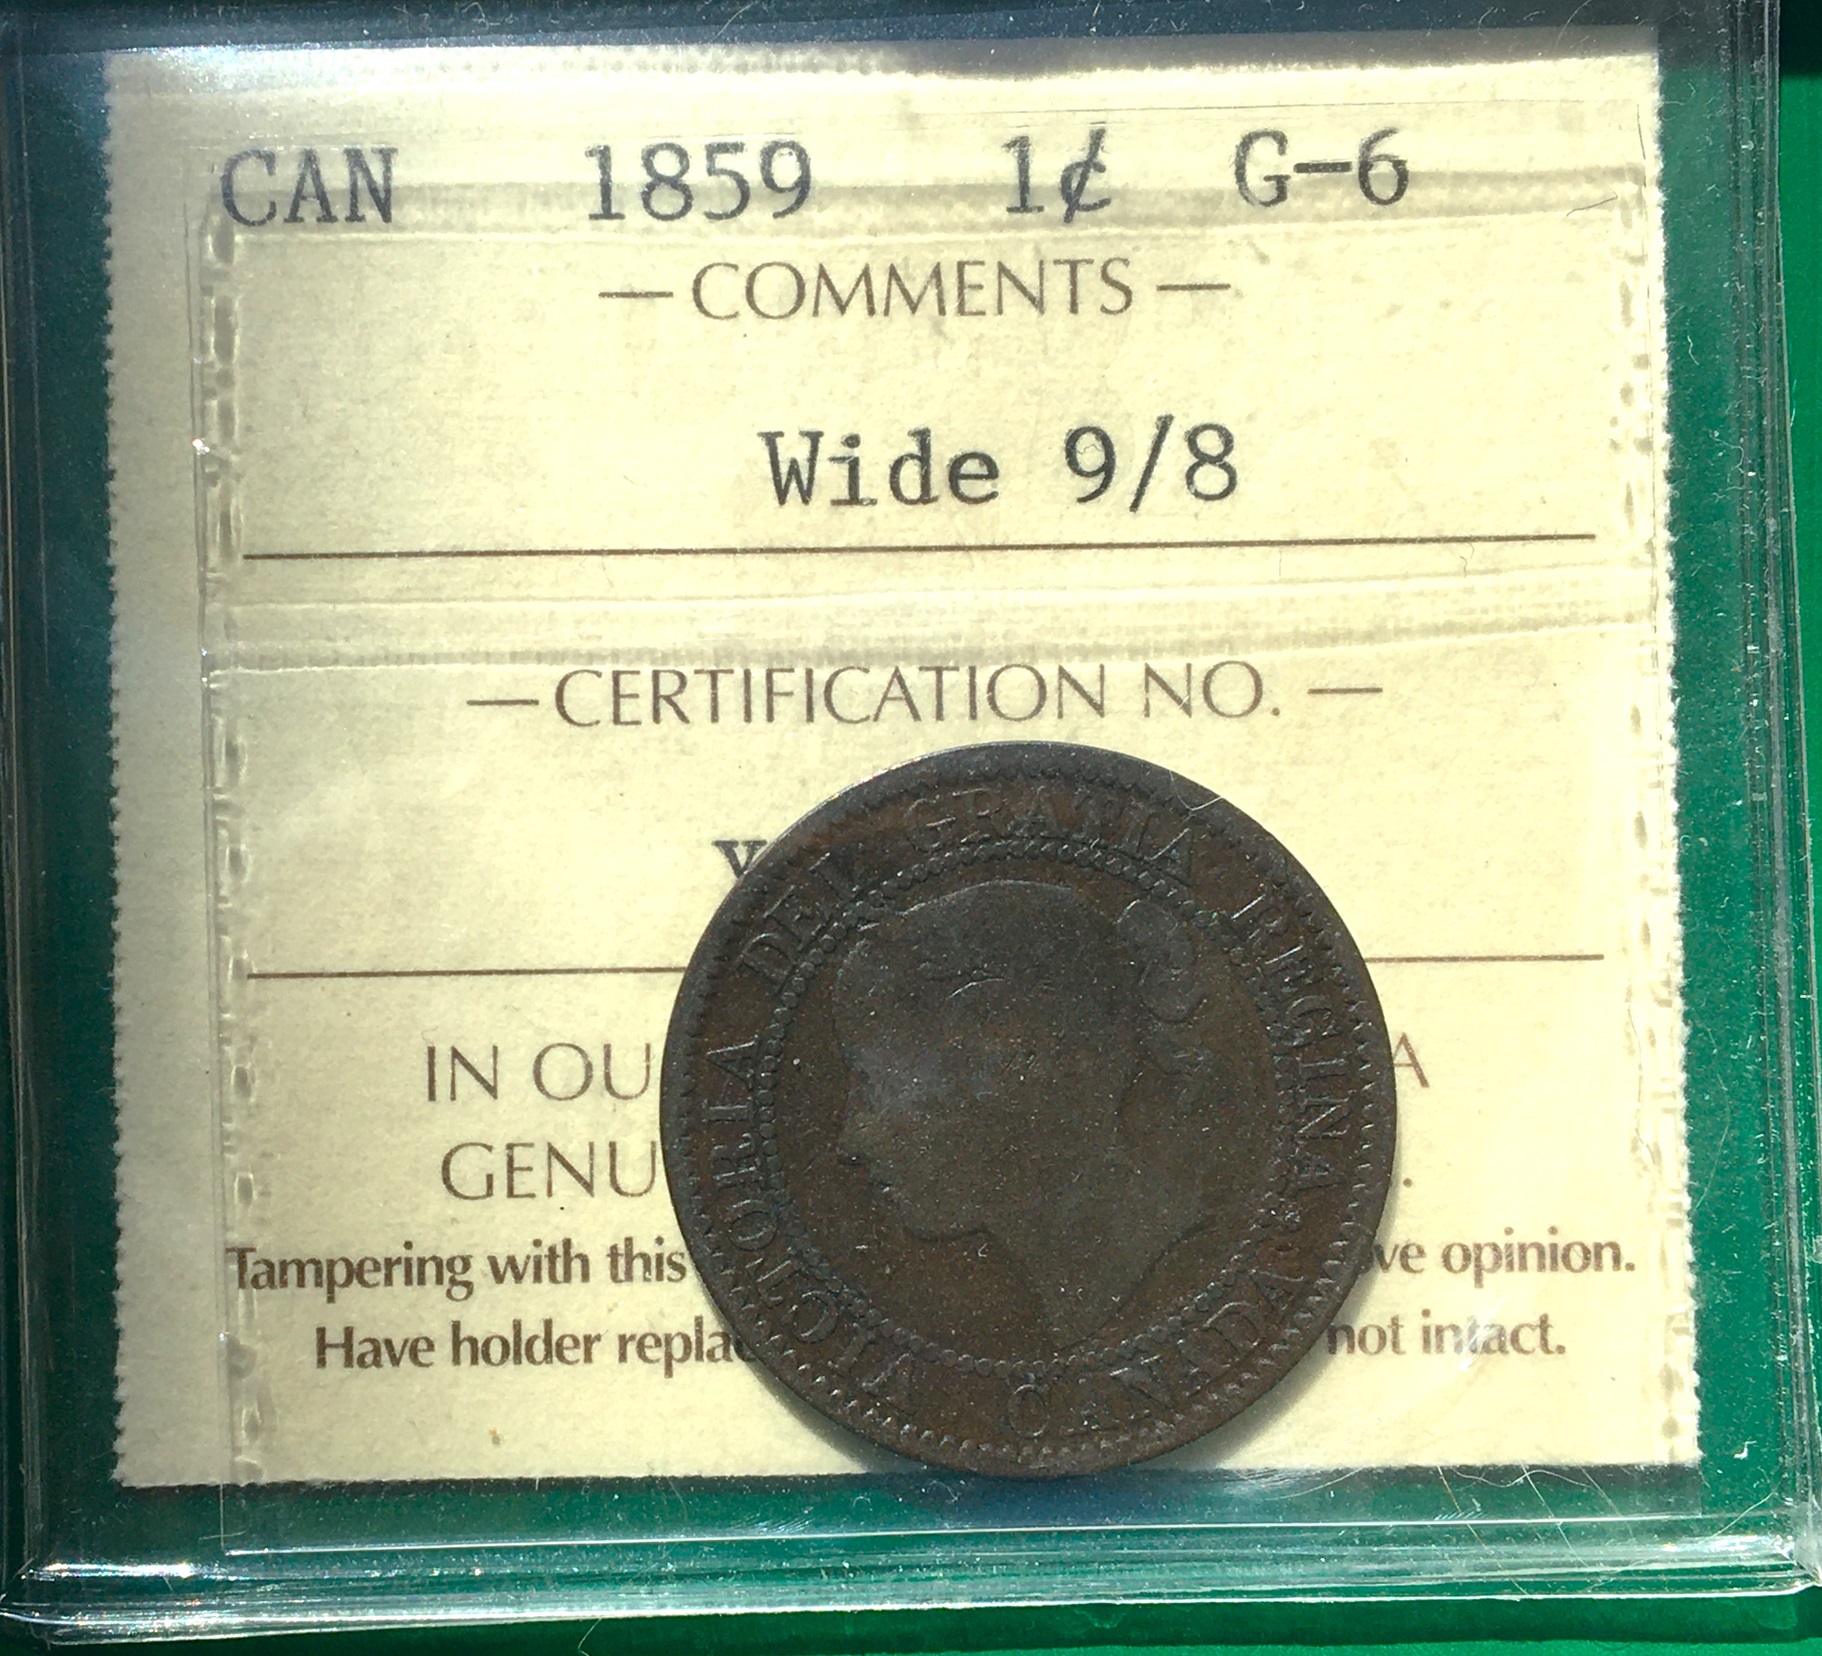 CAN 1859 1¢ G-6
— COMMENTS —
Wide 9/8
— CERTIFICATION NO. —
IN OU A
GENU .
Tampering with this ve opinion.
Have holder repla not intact.
VICTORIA DEI GRATIA REGINA.
CANADA